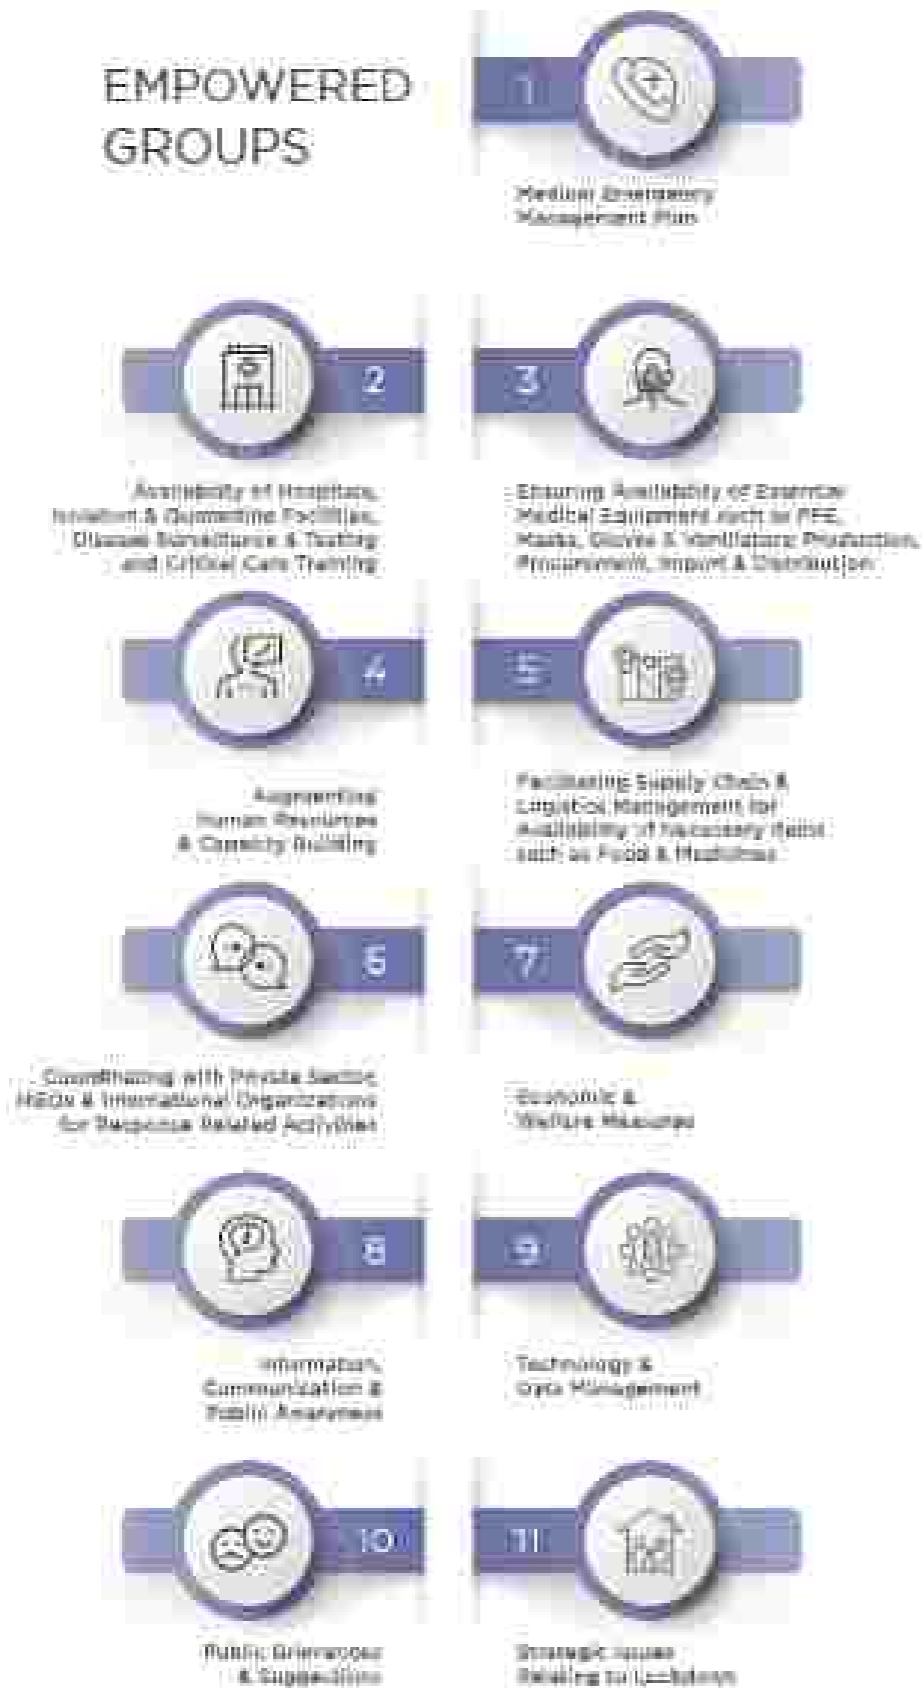 EMPOWERED
GROUPS
1
Medical Emergency
Management Plan
2
Availability of Hospitals,
Isolation & Quarantine Facilities,
Disease Surveillance & Testing
and Critical Care Training
3
Ensuring Availability of Essential
Medical Equipment such as PPE,
Masks, Gloves & Ventilators: Production,
Procurement, Import & Distribution
4
Augmenting
Human Resources
& Capacity Building
5
Facilitating Supply Chain &
Logistics Management for
Availability of Necessary Items
such as Food & Medicines
6
Coordinating with Private Sector,
NGOs & International Organizations
for Response Related Activities
7
Economic &
Welfare Measures
8
Information,
Communication &
Public Awareness
9
Technology &
Data Management
10
Public Grievances
& Suggestions
11
Strategic Issues
Relating to Lockdown